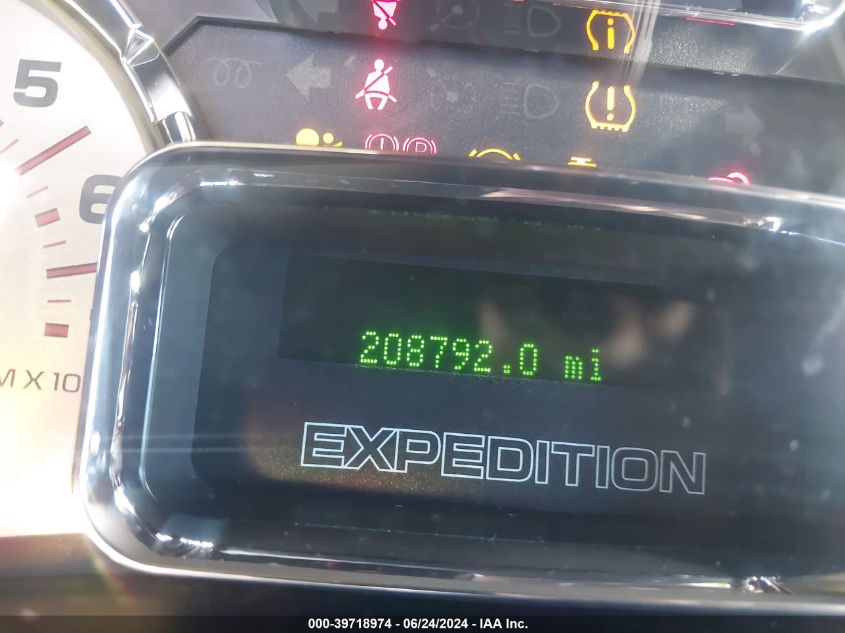 5
6
M X 10
208792.0 mi
EXPEDITION
000-39718974 / 06/24/2024 - IAA Inc.